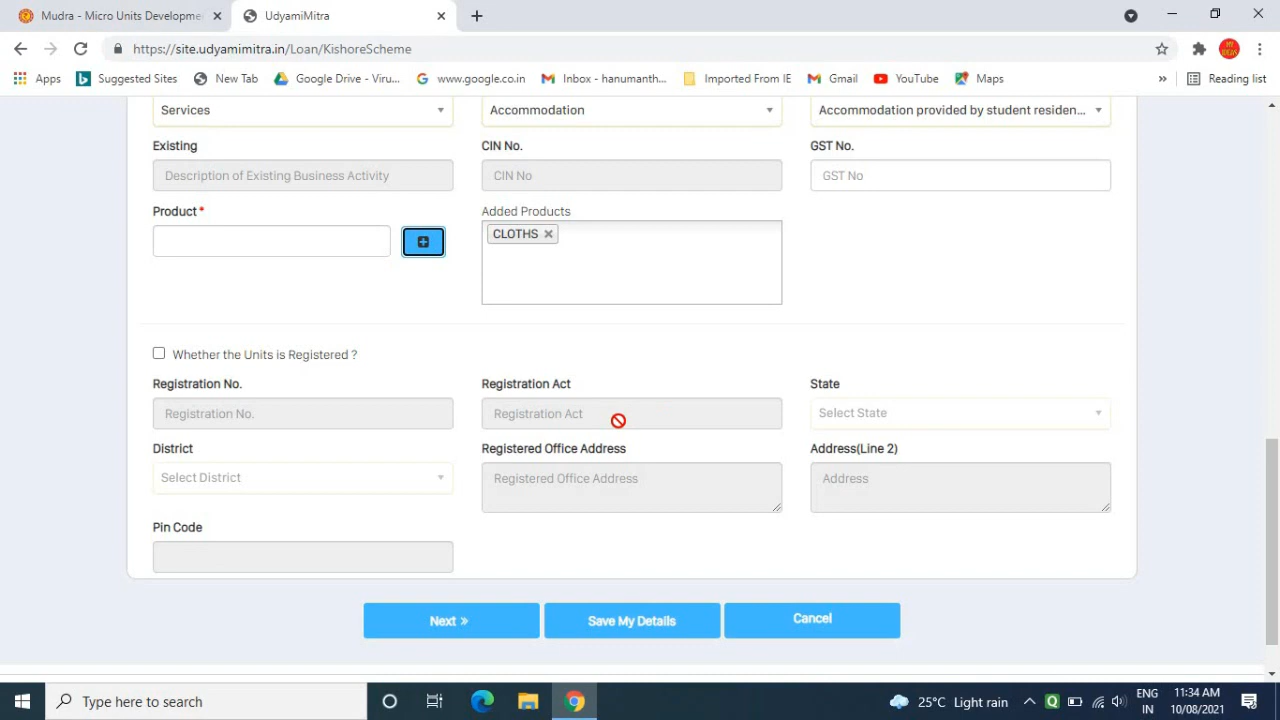 Mudra - Micro Units Developme
UdyamiMitra
https://site.udyamimitra.in/Loan/KishoreScheme
Apps
Suggested Sites
New Tab
Google Drive - Viru...
www.google.co.in
Inbox - hanumanth...
Imported From IE
Gmail
YouTube
Maps
»
Reading list
Services
Accommodation
Accommodation provided by student residen...
Existing
CIN No.
GST No.
Description of Existing Business Activity
CIN No
GST No
Product *
Added Products
CLOTHS ×
Whether the Units is Registered ?
Registration No.
Registration Act
State
Registration No.
Registration Act
Select State
District
Registered Office Address
Address(Line 2)
Select District
Registered Office Address
Address
Pin Code
Next »
Save My Details
Cancel
Type here to search
25°C Light rain
ENG
IN
11:34 AM
10/08/2021